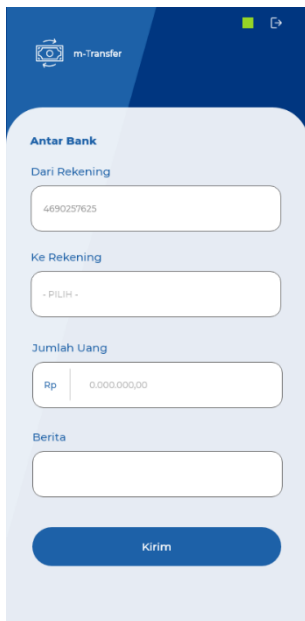 m-Transfer
Antar Bank
Dari Rekening
4690257625
Ke Rekening
- PILIH -
Jumlah Uang
Rp 0.000.000,00
Berita
Kirim